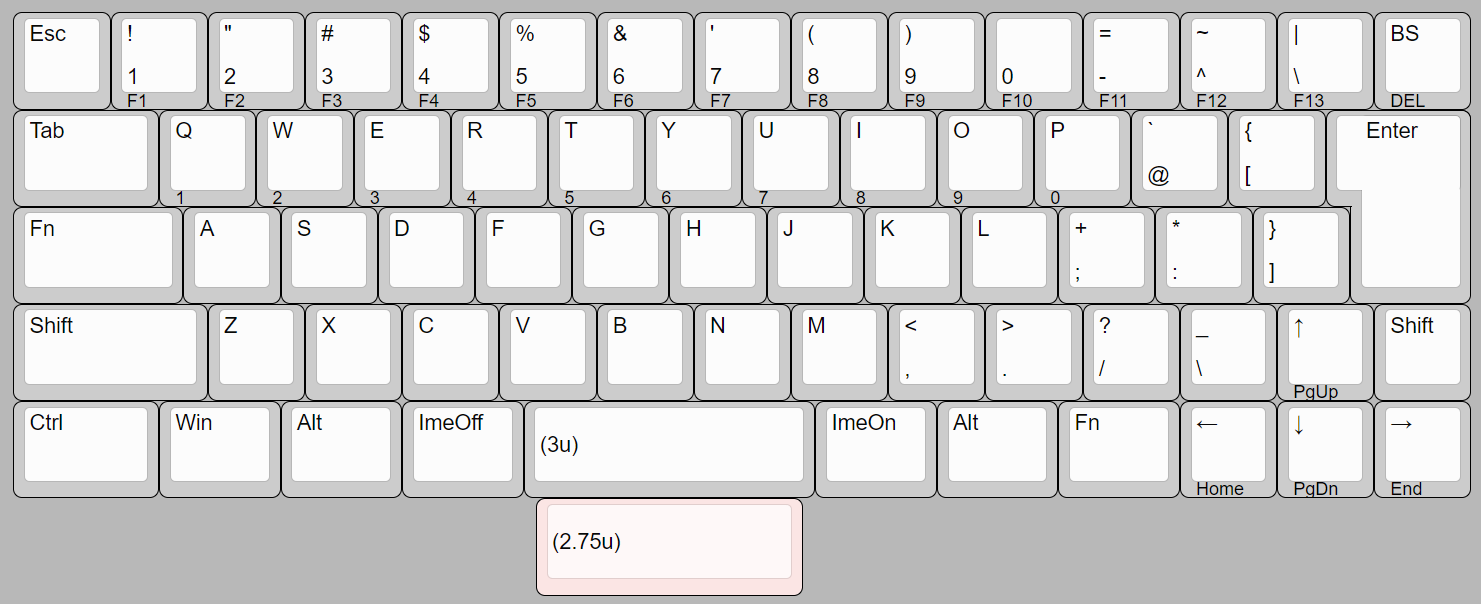 Esc ! " # $ % & ' ( ) = ~ | BS
1 2 3 4 5 6 7 8 9 0 - ^ \
F1 F2 F3 F4 F5 F6 F7 F8 F9 F10 F11 F12 F13 DEL
Tab Q W E R T Y U I O P ` { Enter
@ [
1 2 3 4 5 6 7 8 9 0
Fn A S D F G H J K L + * }
; : ]
Shift Z X C V B N M < > ? _ ↑ Shift
, . / \
PgUp
Ctrl Win Alt ImeOff ImeOn Alt Fn ← ↓ →
(3u)
Home PgDn End
(2.75u)